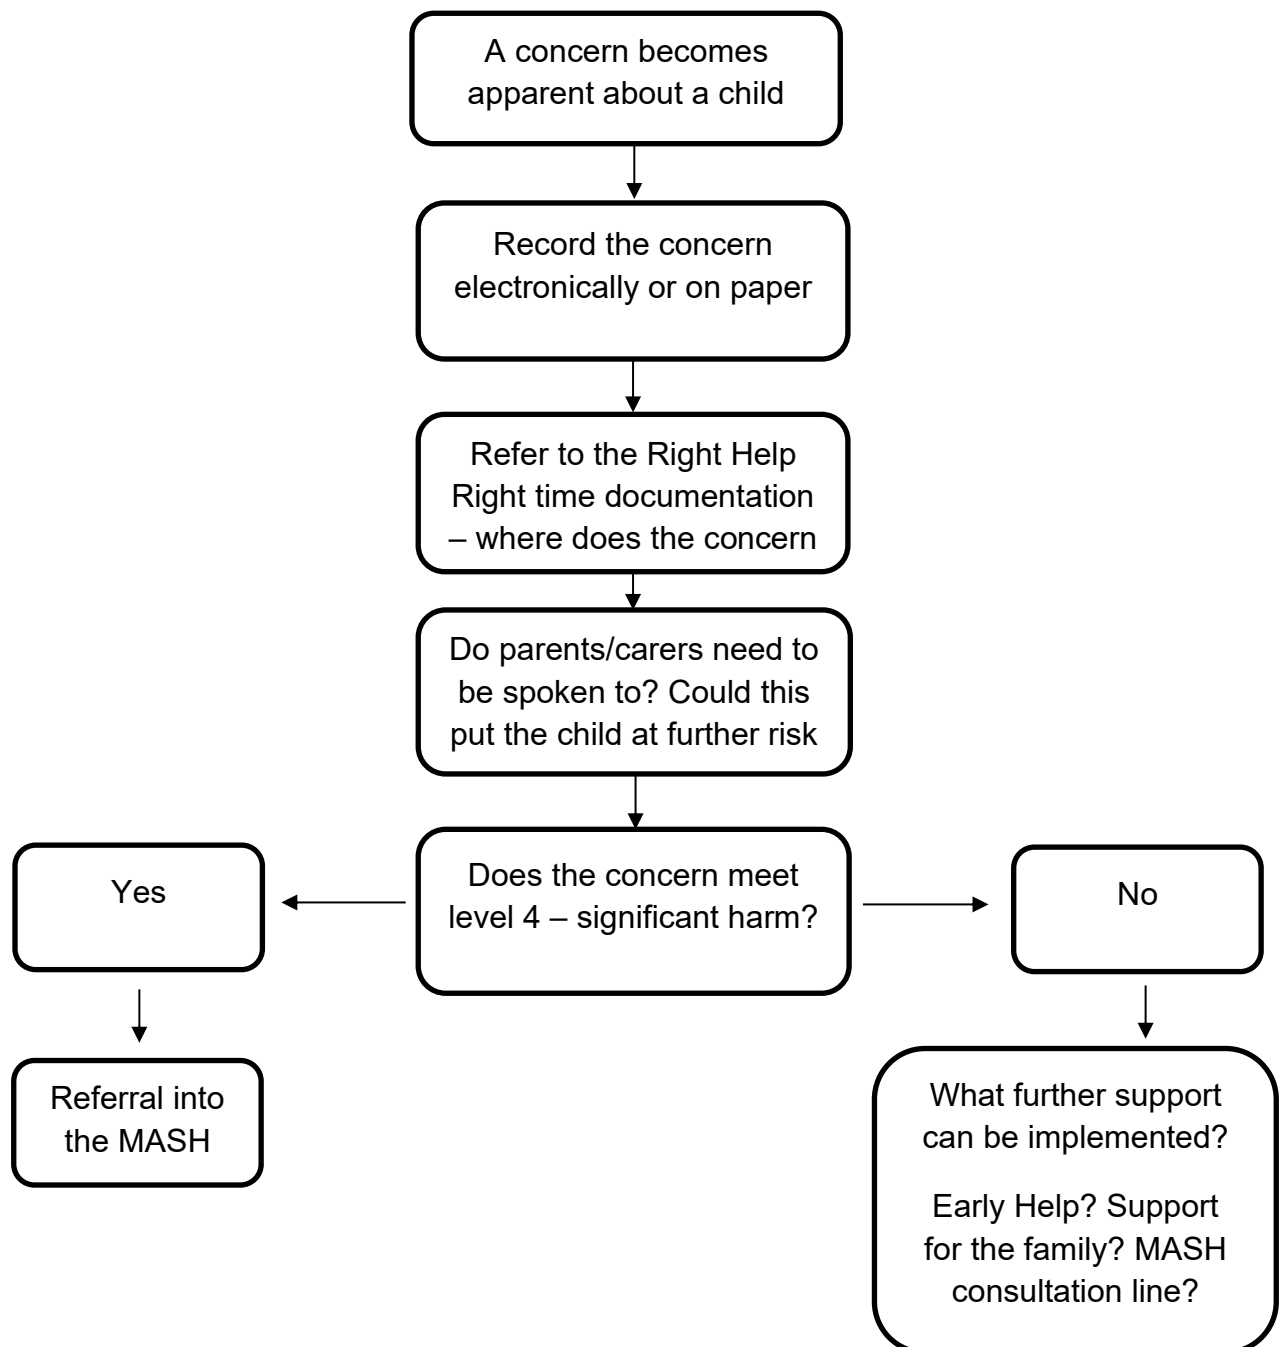 A concern becomes
apparent about a child
Record the concern
electronically or on paper
Refer to the Right Help
Right time documentation
– where does the concern
Do parents/carers need to
be spoken to? Could this
put the child at further risk
Does the concern meet
level 4 – significant harm?
Yes
No
Referral into
the MASH
What further support
can be implemented?
Early Help? Support
for the family? MASH
consultation line?